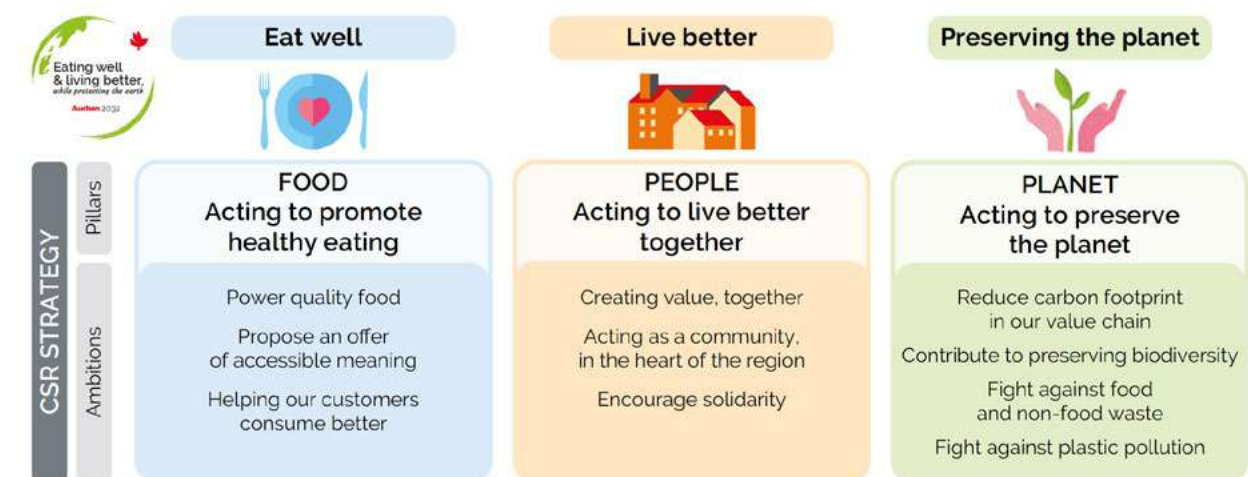 Eating well
& living better,
while protecting the earth
Auchan 2032
Eat well
Live better
Preserving the planet
CSR STRATEGY
Pillars
FOOD
Acting to promote
healthy eating
PEOPLE
Acting to live better
together
PLANET
Acting to preserve
the planet
Ambitions
Power quality food
Propose an offer
of accessible meaning
Helping our customers
consume better
Creating value, together
Acting as a community,
in the heart of the region
Encourage solidarity
Reduce carbon footprint
in our value chain
Contribute to preserving biodiversity
Fight against food
and non-food waste
Fight against plastic pollution